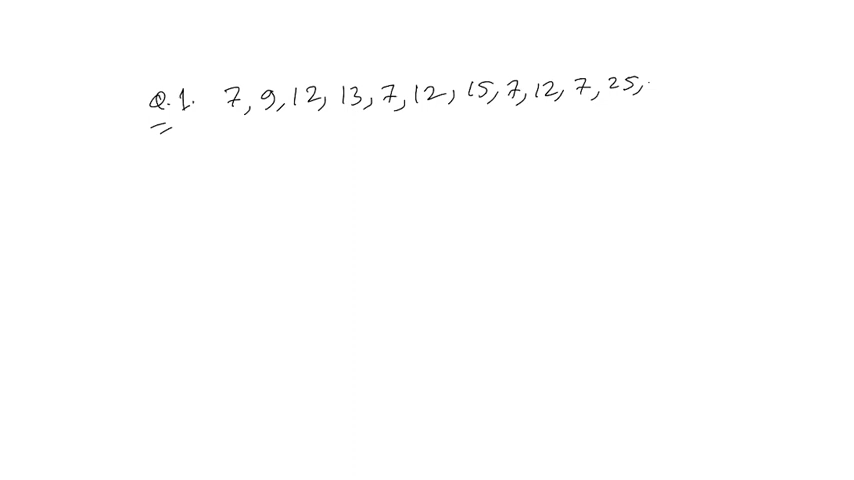 Q.1. 7, 9, 12, 13, 7, 12, 15, 7, 12, 7, 25,